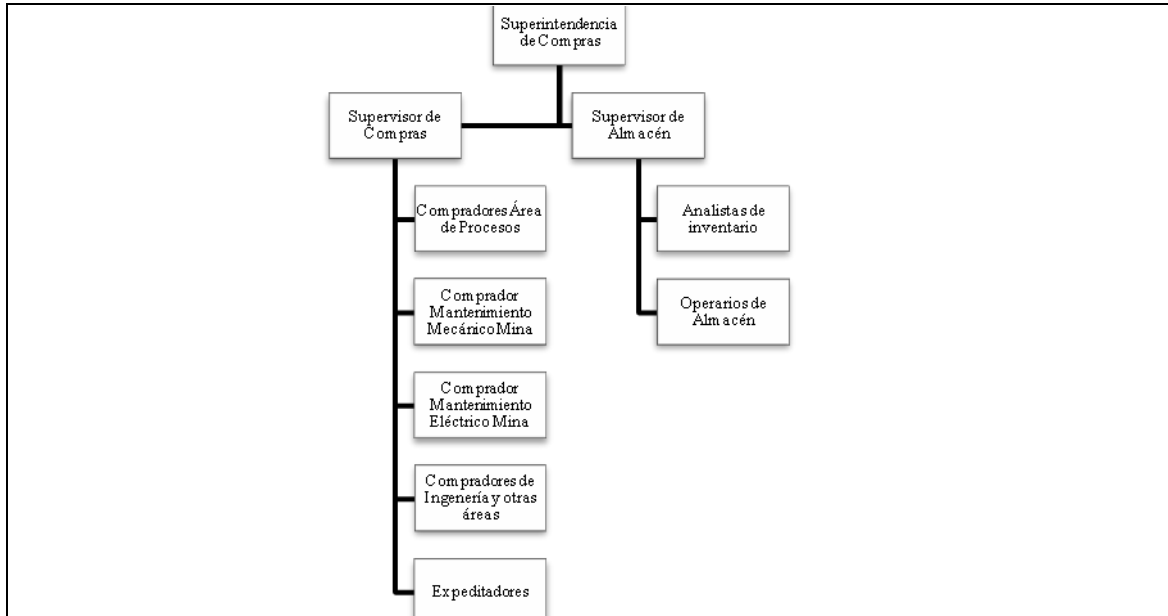 Superintendencia
de Compras
Supervisor de
Compras
Supervisor de
Almacén
Compradores Área
de Procesos
Comprador
Mantenimiento
Mecánico Mina
Comprador
Mantenimiento
Eléctrico Mina
Compradores de
Ingenería y otras
áreas
Expeditadores
Analistas de
inventario
Operarios de
Almacén